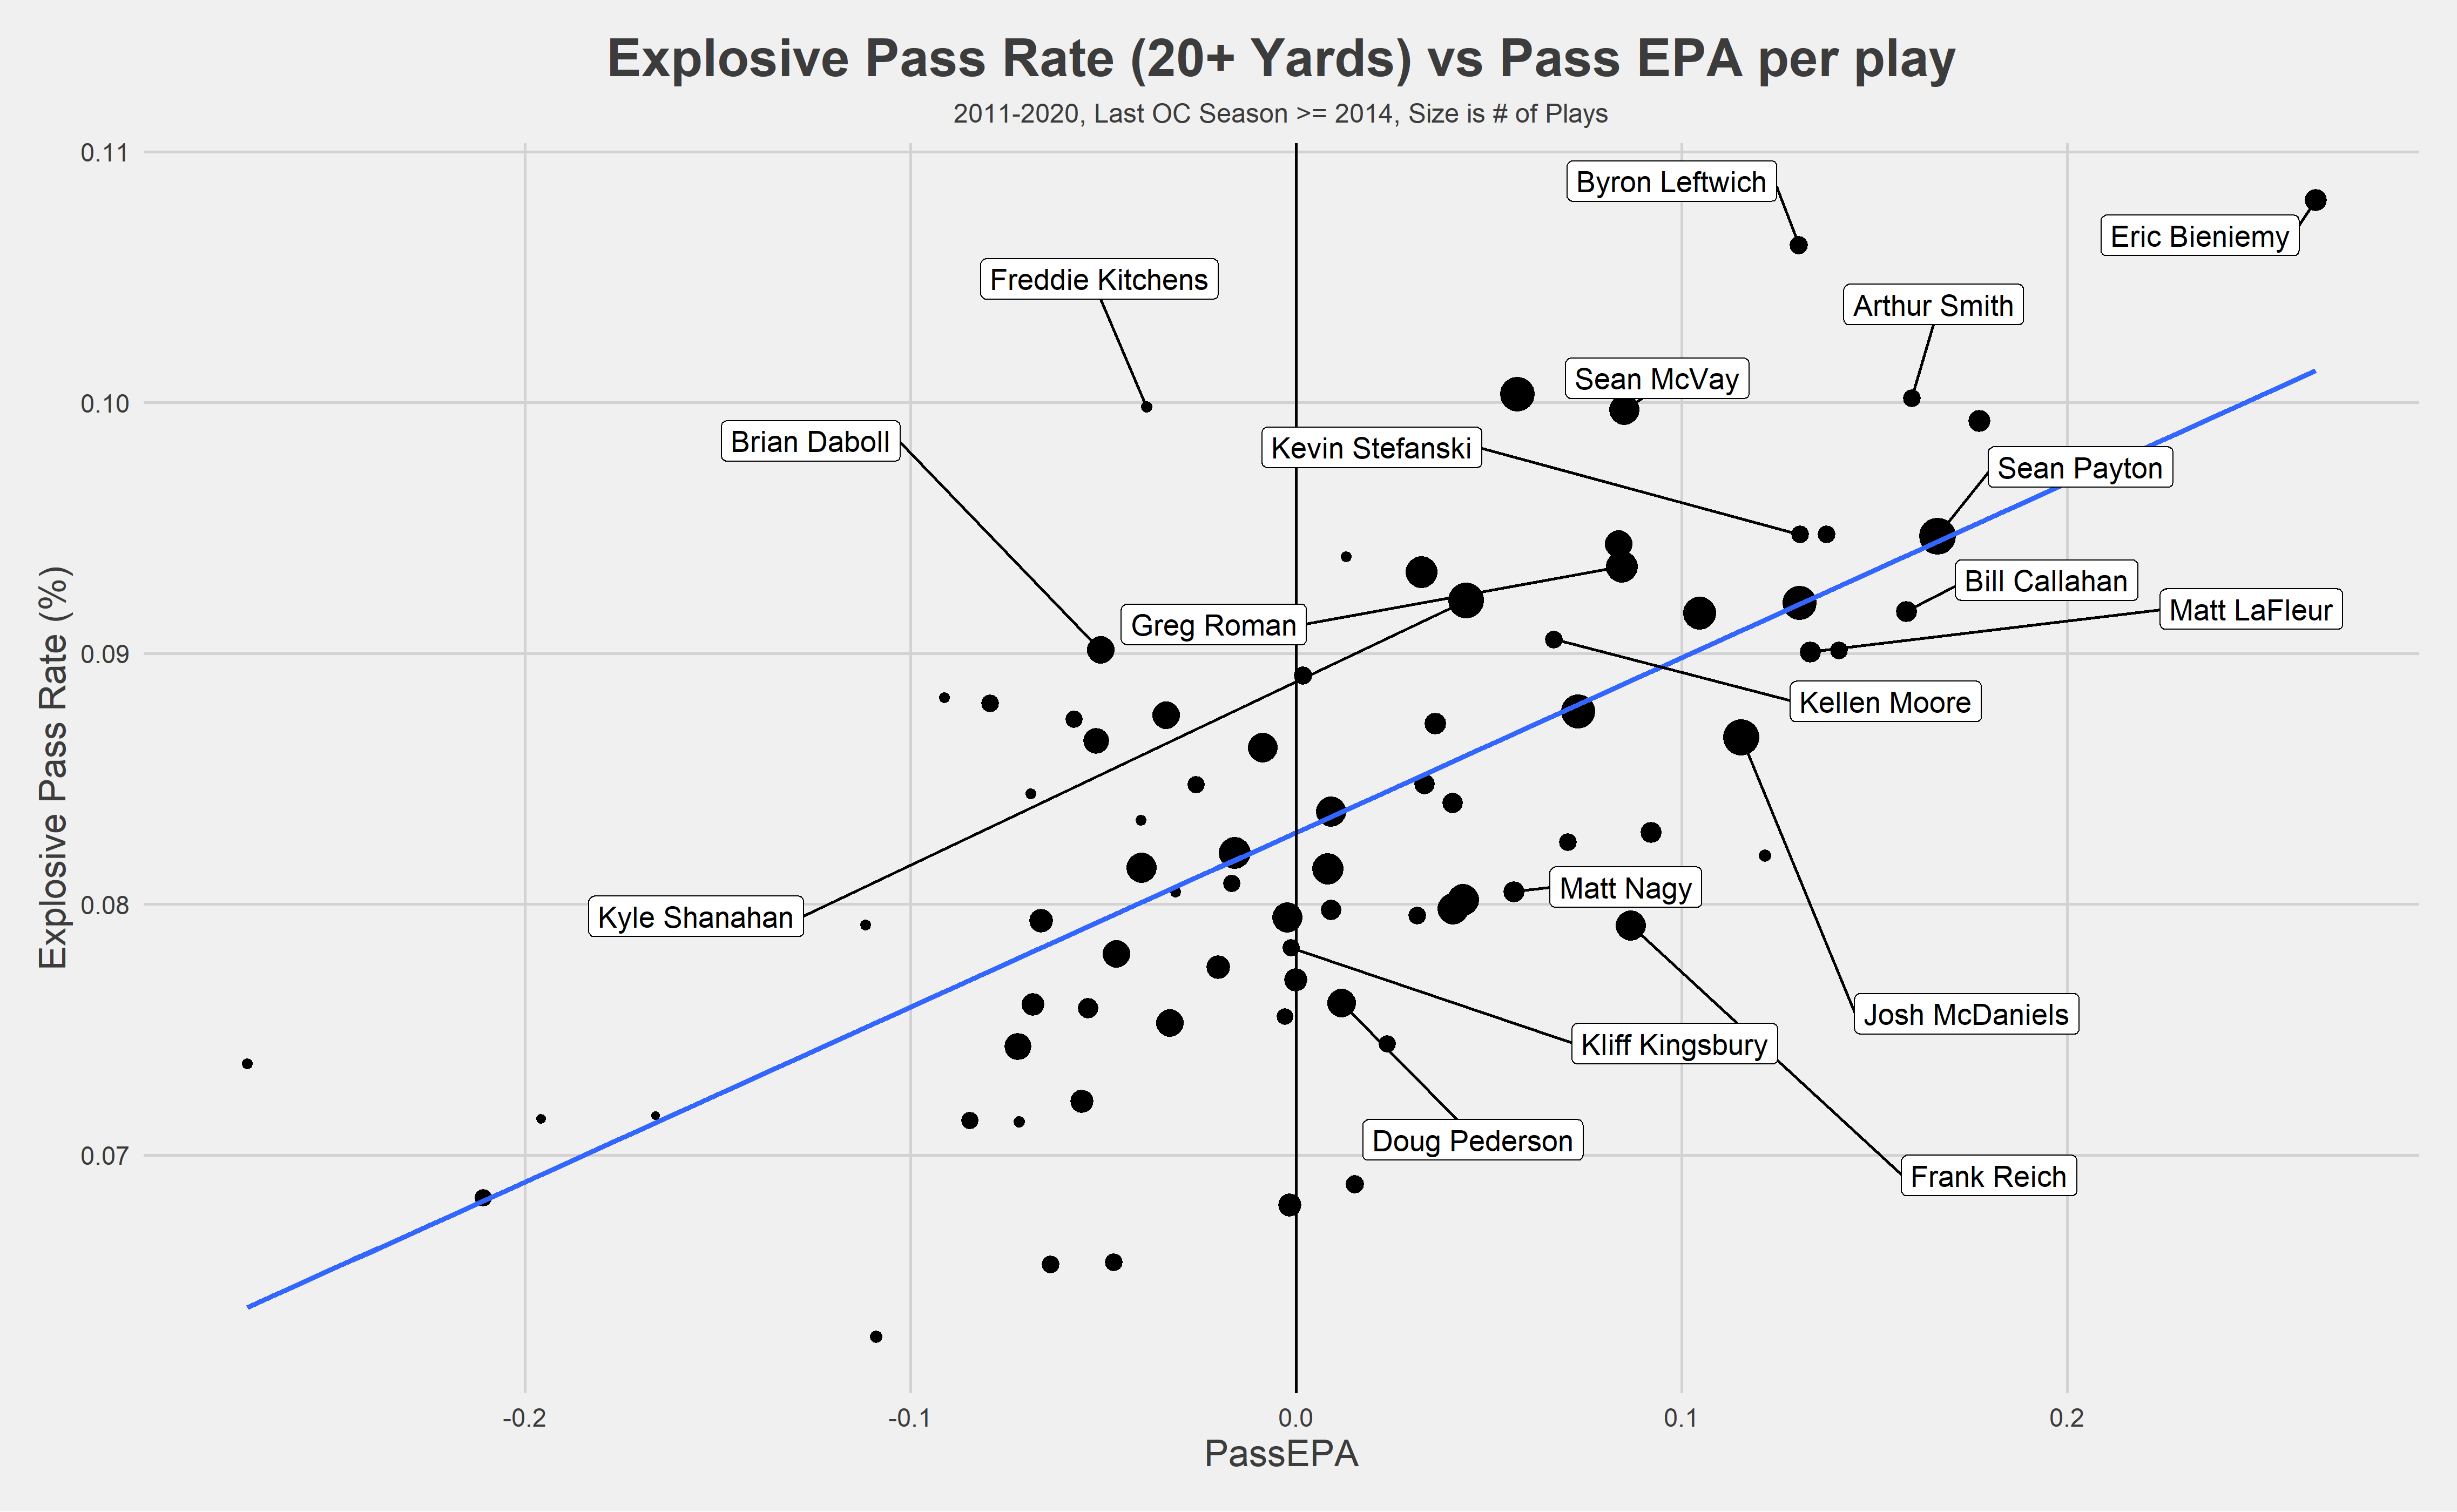 Explosive Pass Rate (20+ Yards) vs Pass EPA per play
2011-2020, Last OC Season >= 2014, Size is # of Plays
0.11
0.10
0.09
0.08
0.07
Explosive Pass Rate (%)
Byron Leftwich
Eric Bieniemy
Freddie Kitchens
Arthur Smith
Sean McVay
Brian Daboll
Kevin Stefanski
Sean Payton
Bill Callahan
Matt LaFleur
Greg Roman
Kellen Moore
Matt Nagy
Kyle Shanahan
Josh McDaniels
Kliff Kingsbury
Doug Pederson
Frank Reich
-0.2
-0.1
0.0
0.1
0.2
PassEPA